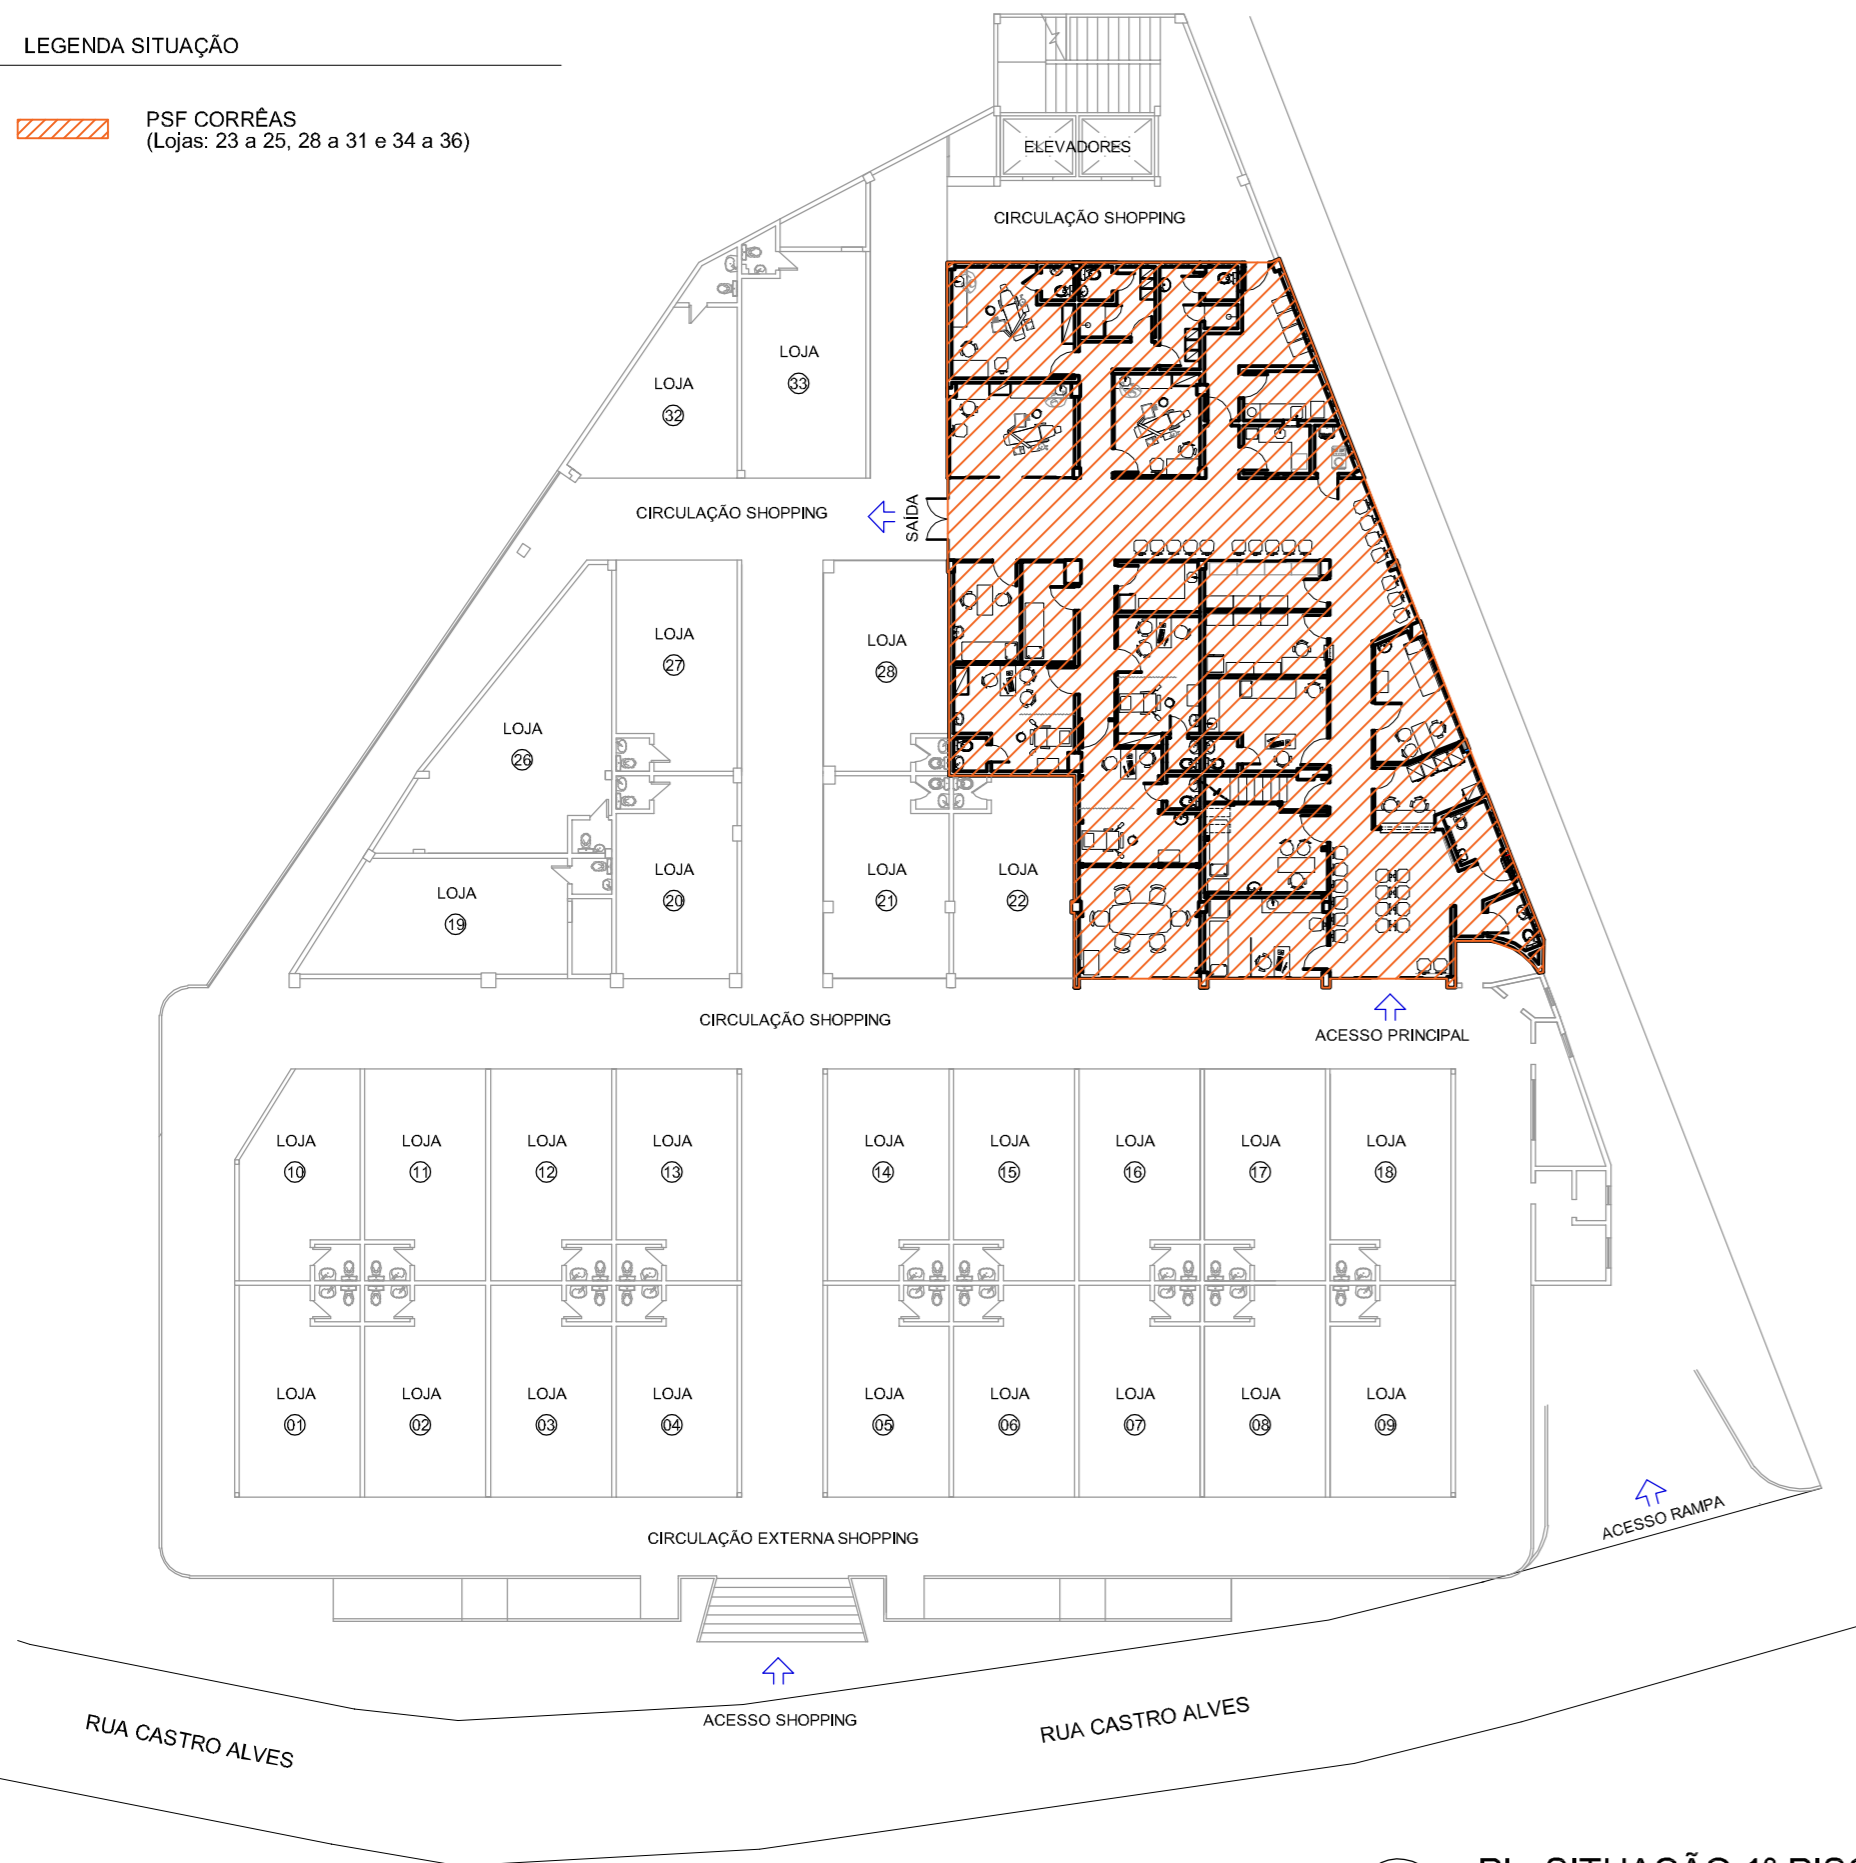 LEGENDA SITUAÇÃO
PSF CORRÊAS
(Lojas: 23 a 25, 28 a 31 e 34 a 36)
ELEVADORES
CIRCULAÇÃO SHOPPING
LOJA
33
LOJA
32
CIRCULAÇÃO SHOPPING
SAÍDA
LOJA
27
LOJA
28
LOJA
26
LOJA
19
LOJA
20
LOJA
21
LOJA
22
CIRCULAÇÃO SHOPPING
ACESSO PRINCIPAL
LOJA
10
LOJA
11
LOJA
12
LOJA
13
LOJA
14
LOJA
15
LOJA
16
LOJA
17
LOJA
18
LOJA
01
LOJA
02
LOJA
03
LOJA
04
LOJA
05
LOJA
06
LOJA
07
LOJA
08
LOJA
09
CIRCULAÇÃO EXTERNA SHOPPING
ACESSO RAMPA
ACESSO SHOPPING
RUA CASTRO ALVES
RUA CASTRO ALVES